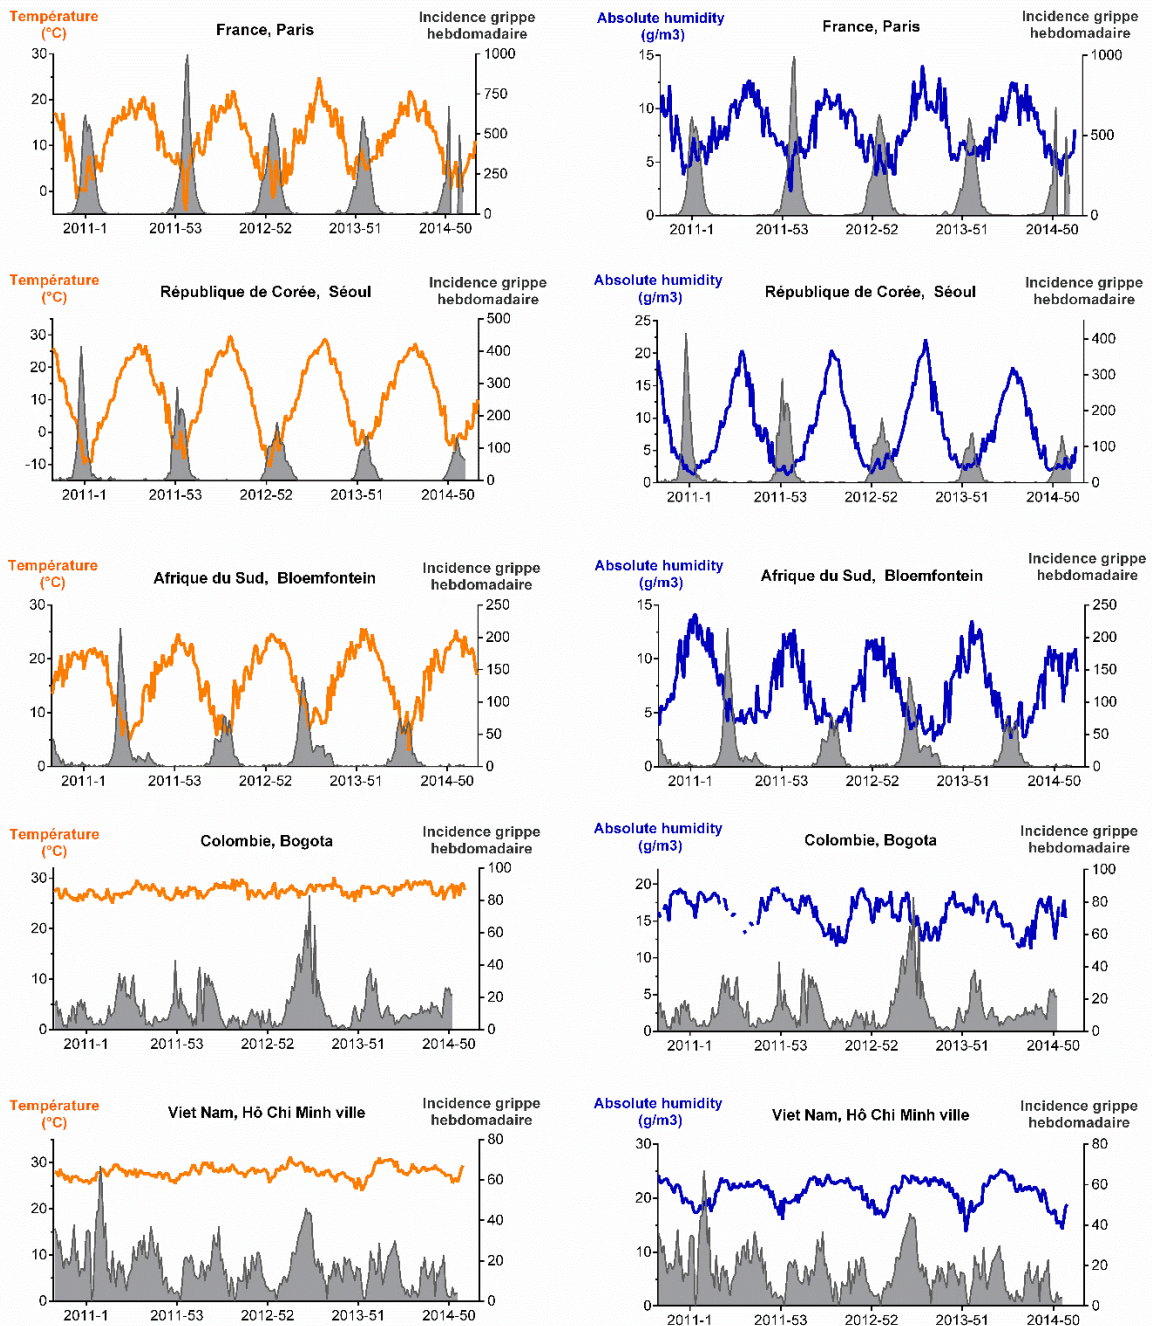 Température
(°C)
France, Paris
Incidence grippe
hebdomadaire
30
20
10
0
1000
750
500
250
0
2011-1
2011-53
2012-52
2013-51
2014-50
Absolute humidity
(g/m3)
France, Paris
Incidence grippe
hebdomadaire
15
10
5
0
1000
500
0
2011-1
2011-53
2012-52
2013-51
2014-50
Température
(°C)
République de Corée, Séoul
Incidence grippe
hebdomadaire
30
20
10
0
-10
500
400
300
200
100
0
2011-1
2011-53
2012-52
2013-51
2014-50
Absolute humidity
(g/m3)
République de Corée, Séoul
Incidence grippe
hebdomadaire
25
20
15
10
5
0
400
300
200
100
0
2011-1
2011-53
2012-52
2013-51
2014-50
Température
(°C)
Afrique du Sud, Bloemfontein
Incidence grippe
hebdomadaire
30
20
10
0
250
200
150
100
50
0
2011-1
2011-53
2012-52
2013-51
2014-50
Absolute humidity
(g/m3)
Afrique du Sud, Bloemfontein
Incidence grippe
hebdomadaire
15
10
5
0
250
200
150
100
50
0
2011-1
2011-53
2012-52
2013-51
2014-50
Température
(°C)
Colombie, Bogota
Incidence grippe
hebdomadaire
30
20
10
0
100
80
60
40
20
0
2011-1
2011-53
2012-52
2013-51
2014-50
Absolute humidity
(g/m3)
Colombie, Bogota
Incidence grippe
hebdomadaire
20
15
10
5
0
100
80
60
40
20
0
2011-1
2011-53
2012-52
2013-51
2014-50
Température
(°C)
Viet Nam, Hô Chi Minh ville
Incidence grippe
hebdomadaire
30
20
10
0
80
60
40
20
0
2011-1
2011-53
2012-52
2013-51
2014-50
Absolute humidity
(g/m3)
Viet Nam, Hô Chi Minh ville
Incidence grippe
hebdomadaire
30
20
10
0
80
60
40
20
0
2011-1
2011-53
2012-52
2013-51
2014-50